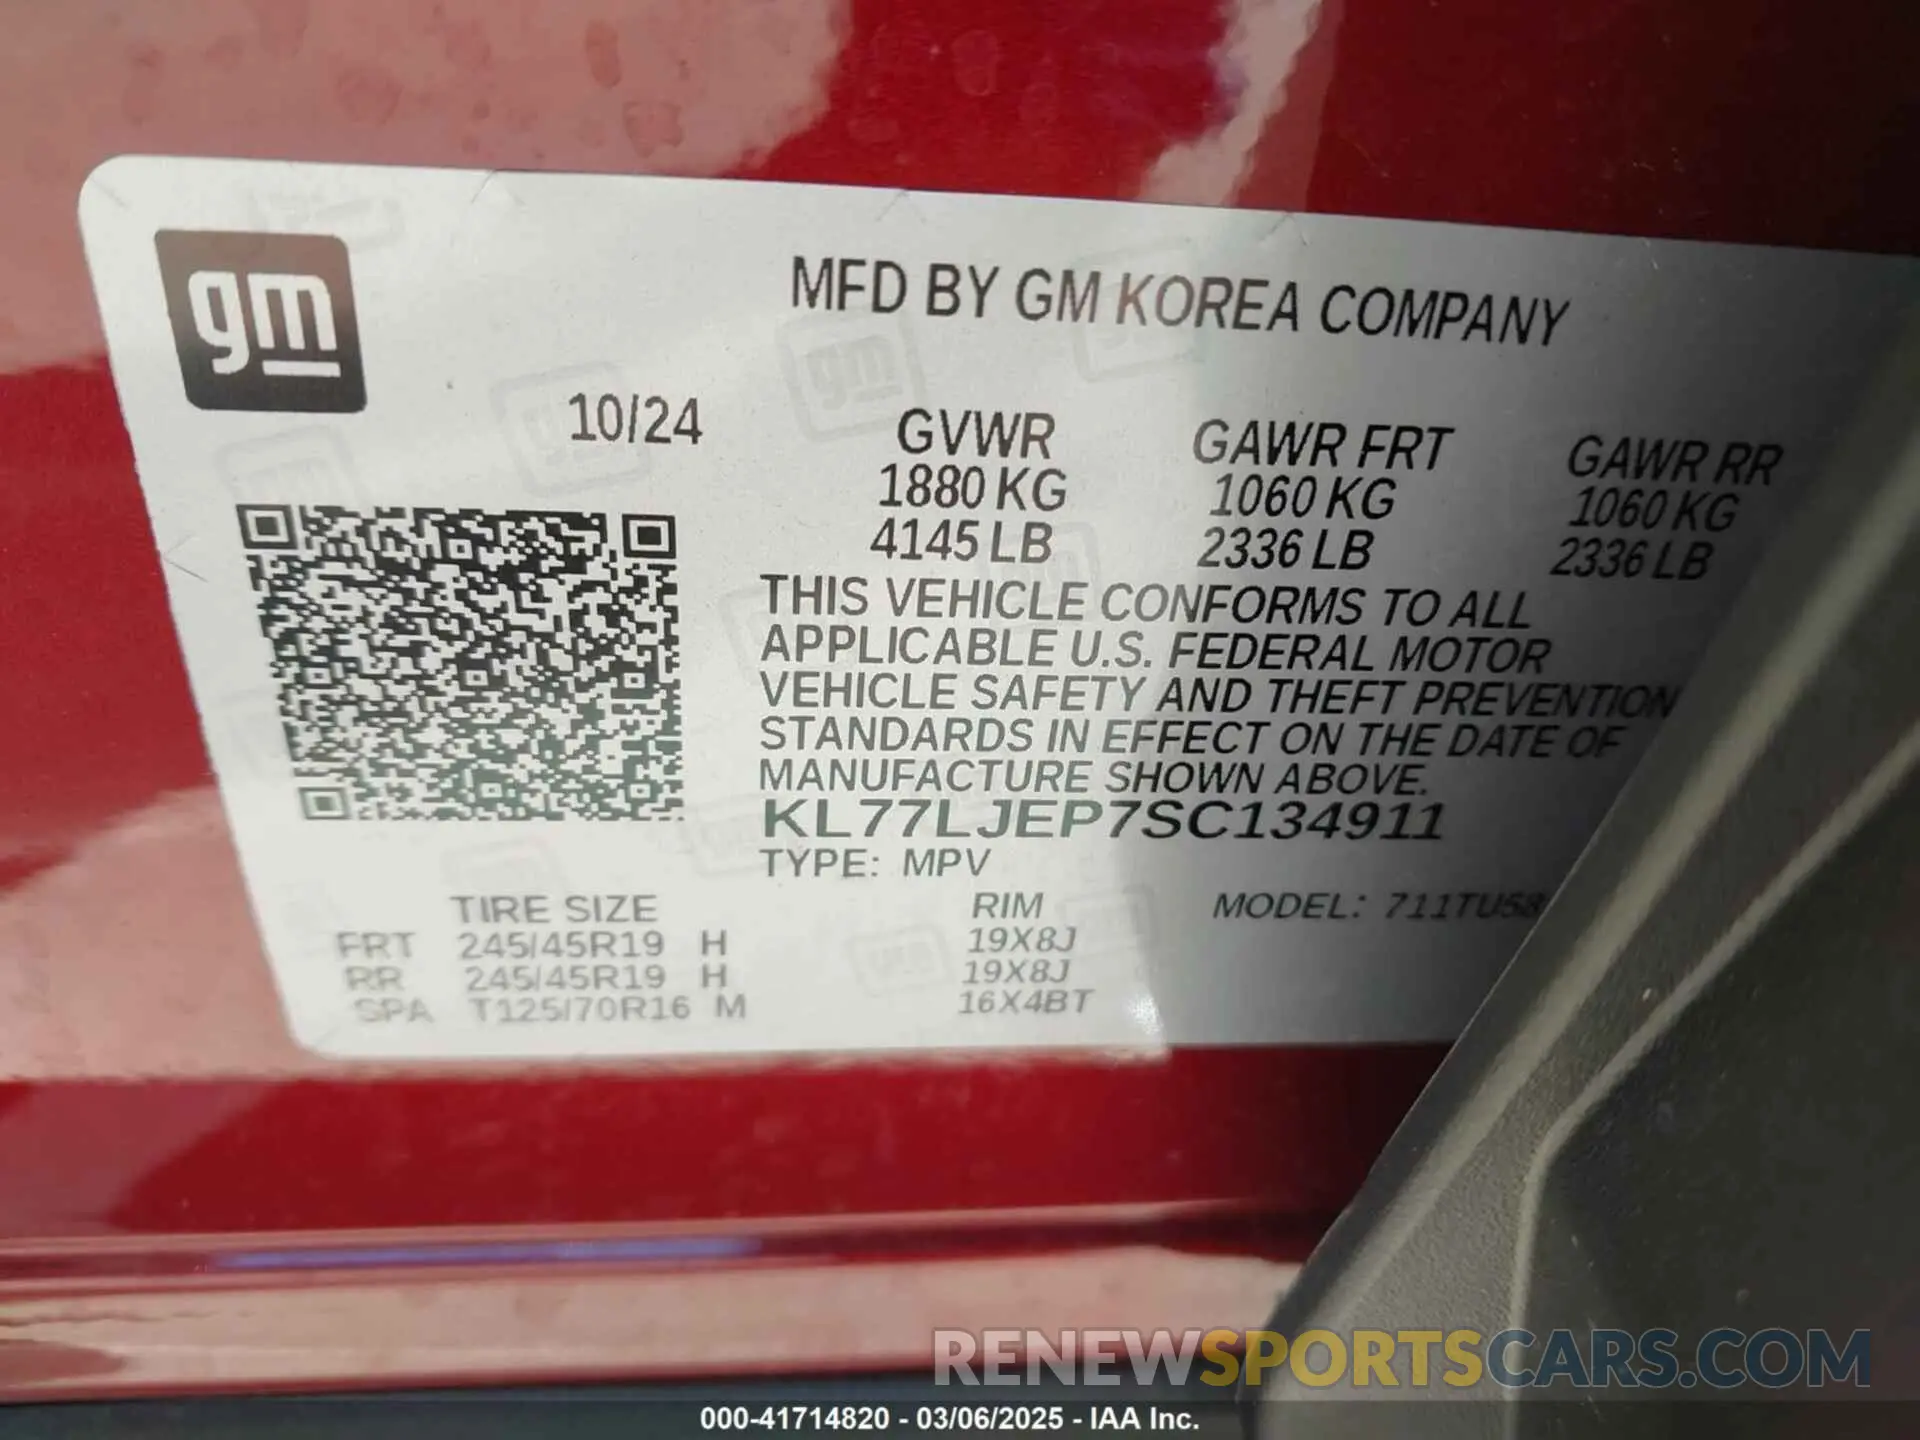 gm
MFD BY GM KOREA COMPANY
10/24
GVWR GAWR FRT GAWR RR
1880 KG 1060 KG 1060 KG
4145 LB 2336 LB 2336 LB
THIS VEHICLE CONFORMS TO ALL
APPLICABLE U.S. FEDERAL MOTOR
VEHICLE SAFETY AND THEFT PREVENTION
STANDARDS IN EFFECT ON THE DATE OF
MANUFACTURE SHOWN ABOVE.
KL77LJEP7SC134911
TYPE: MPV
TIRE SIZE RIM MODEL: 711TU58
FRT 245/45R19 H 19X8J
RR 245/45R19 H 19X8J
SPA T125/70R16 M 16X4BT
RENEWSPORTSCARS.COM
000-41714820 - 03/06/2025 - IAA Inc.